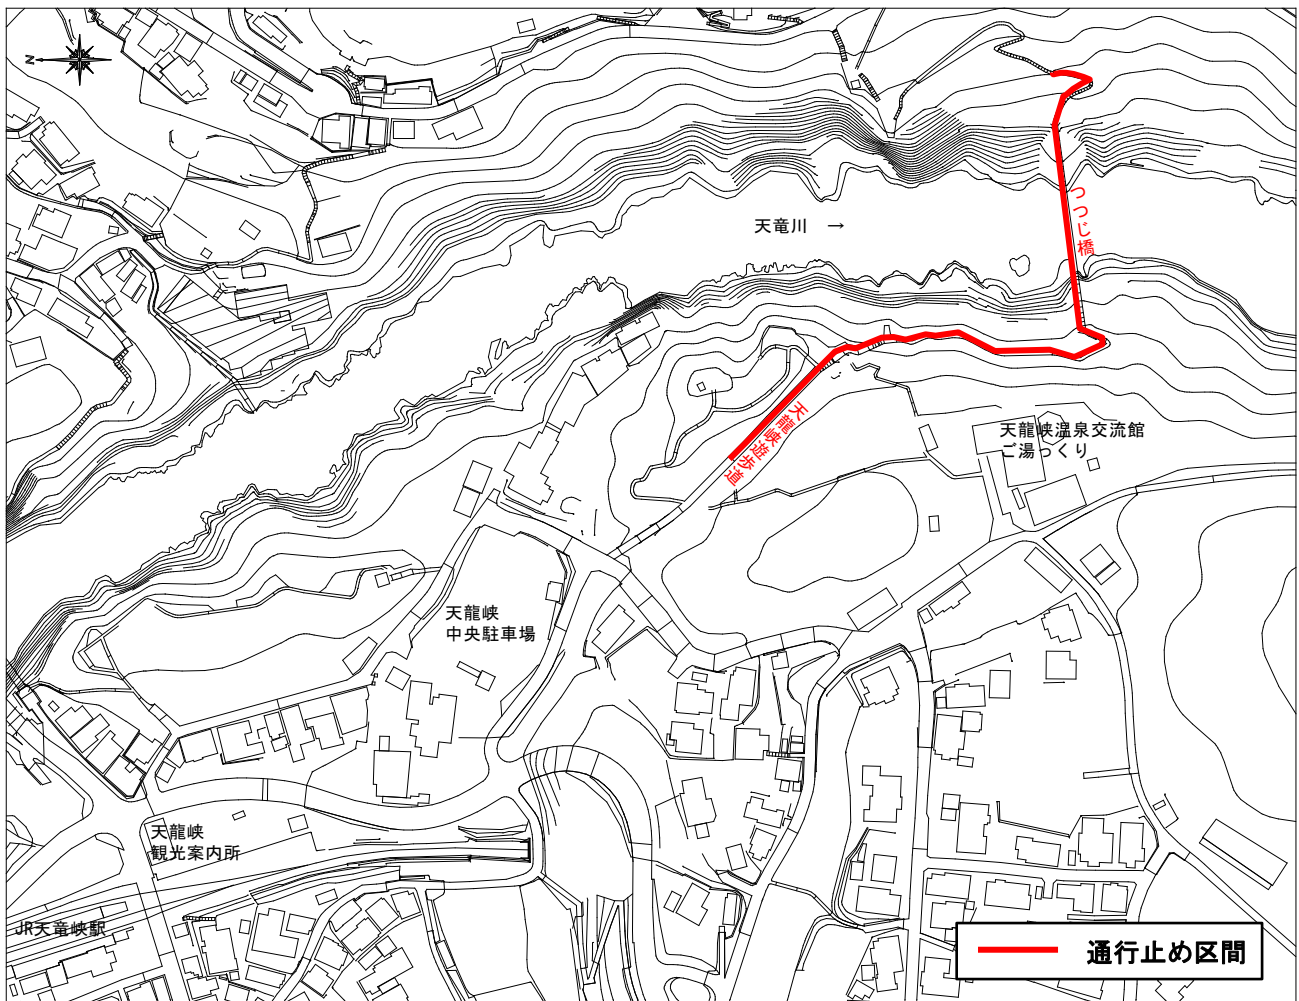 N
天竜川 →
つつじ橋
天龍峡遊歩道
天龍峡温泉交流館
ご湯っくり
天龍峡
中央駐車場
天龍峡
観光案内所
JR天竜峡駅
通行止め区間